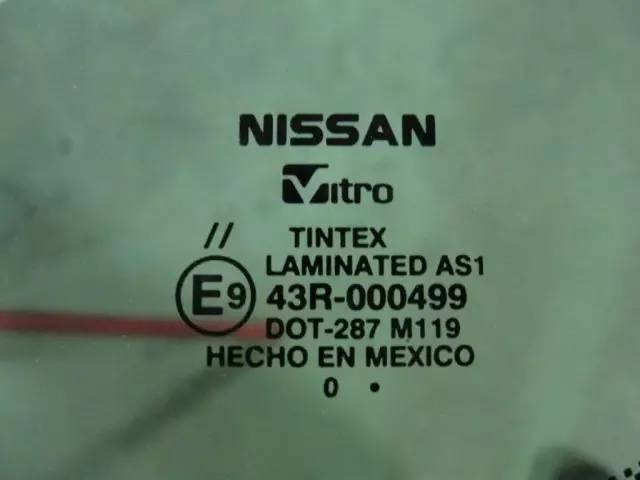 NISSAN
Vitro
// TINTEX
LAMINATED AS1
E9 43R-000499
DOT-287 M119
HECHO EN MEXICO
0 •